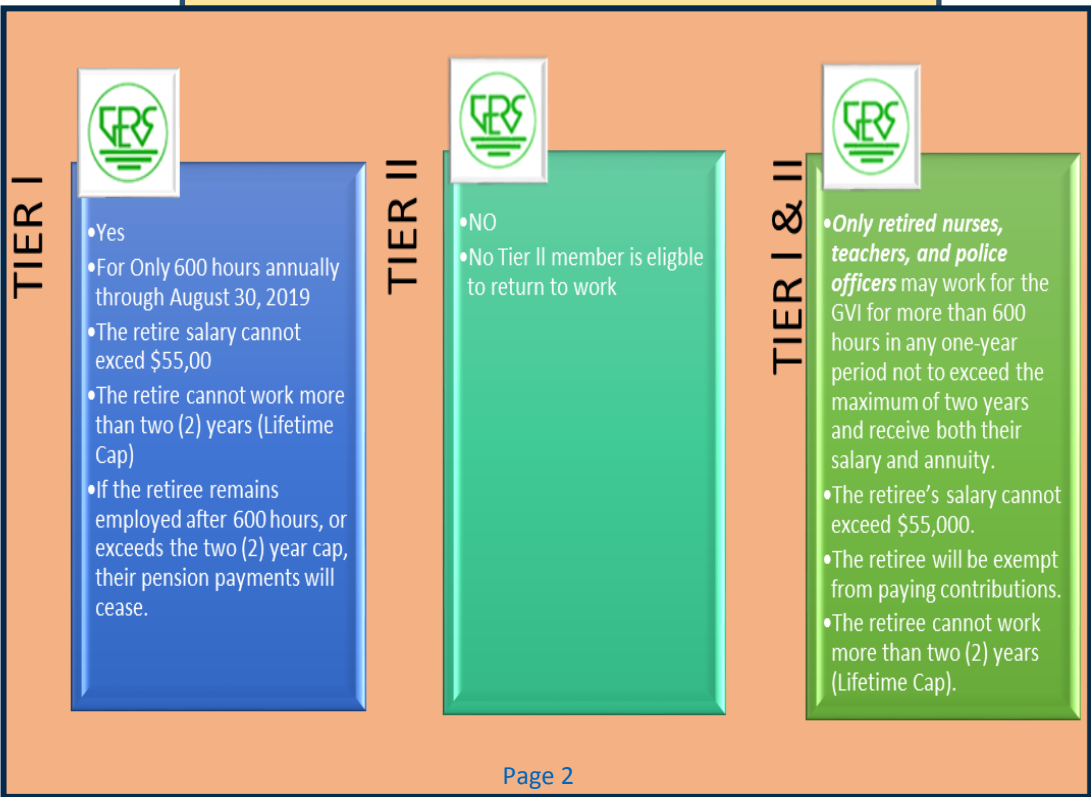 TIER I
GERS
•Yes
•For Only 600 hours annually
through August 30, 2019
•The retire salary cannot
exced $55,00
•The retire cannot work more
than two (2) years (Lifetime
Cap)
•If the retiree remains
employed after 600 hours, or
exceeds the two (2) year cap,
their pension payments will
cease.
TIER II
GERS
•NO
•No Tier II member is eligble
to return to work
TIER I & II
GERS
•Only retired nurses,
teachers, and police
officers may work for the
GVI for more than 600
hours in any one-year
period not to exceed the
maximum of two years
and receive both their
salary and annuity.
•The retiree's salary cannot
exceed $55,000.
•The retiree will be exempt
from paying contributions.
•The retiree cannot work
more than two (2) years
(Lifetime Cap).
Page 2